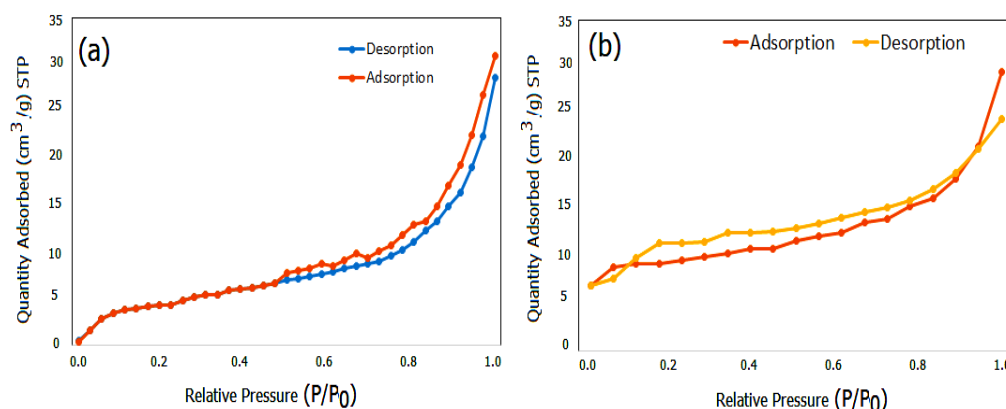 (a)
Desorption
Adsorption
Quantity Adsorbed (cm³/g) STP
35
30
25
20
15
10
5
0
0.0 0.2 0.4 0.6 0.8 1.0
Relative Pressure (P/P₀)
(b)
Adsorption Desorption
Quantity Adsorbed (cm³/g) STP
35
30
25
20
15
10
5
0
0.0 0.2 0.4 0.6 0.8 1.0
Relative Pressure (P/P₀)